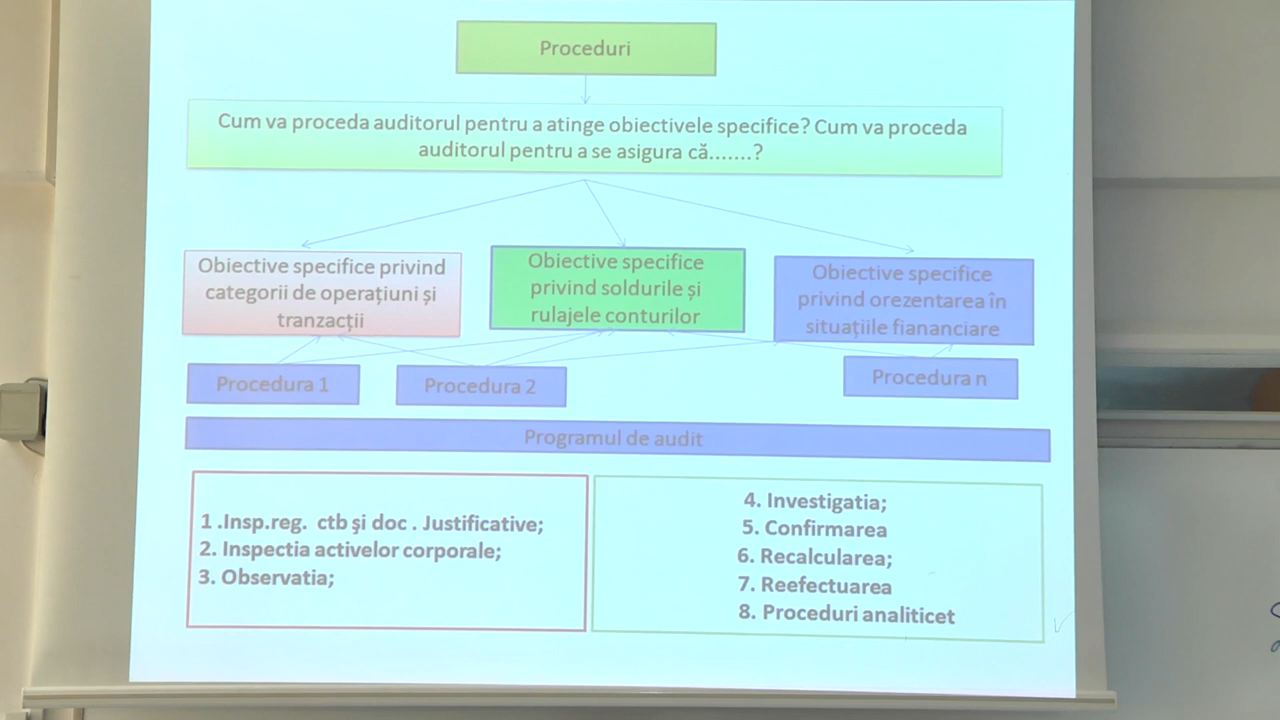 Proceduri
Cum va proceda auditorul pentru a atinge obiectivele specifice? Cum va proceda
auditorul pentru a se asigura că.......?
Obiective specifice privind
categorii de operațiuni și
tranzacții
Obiective specifice
privind soldurile și
rulajele conturilor
Obiective specifice
privind orezentarea în
situațiile fiananciare
Procedura 1
Procedura 2
Procedura n
Programul de audit
1 .Insp.reg. ctb şi doc . Justificative;
2. Inspectia activelor corporale;
3. Observatia;
4. Investigatia;
5. Confirmarea
6. Recalcularea;
7. Reefectuarea
8. Proceduri analiticet